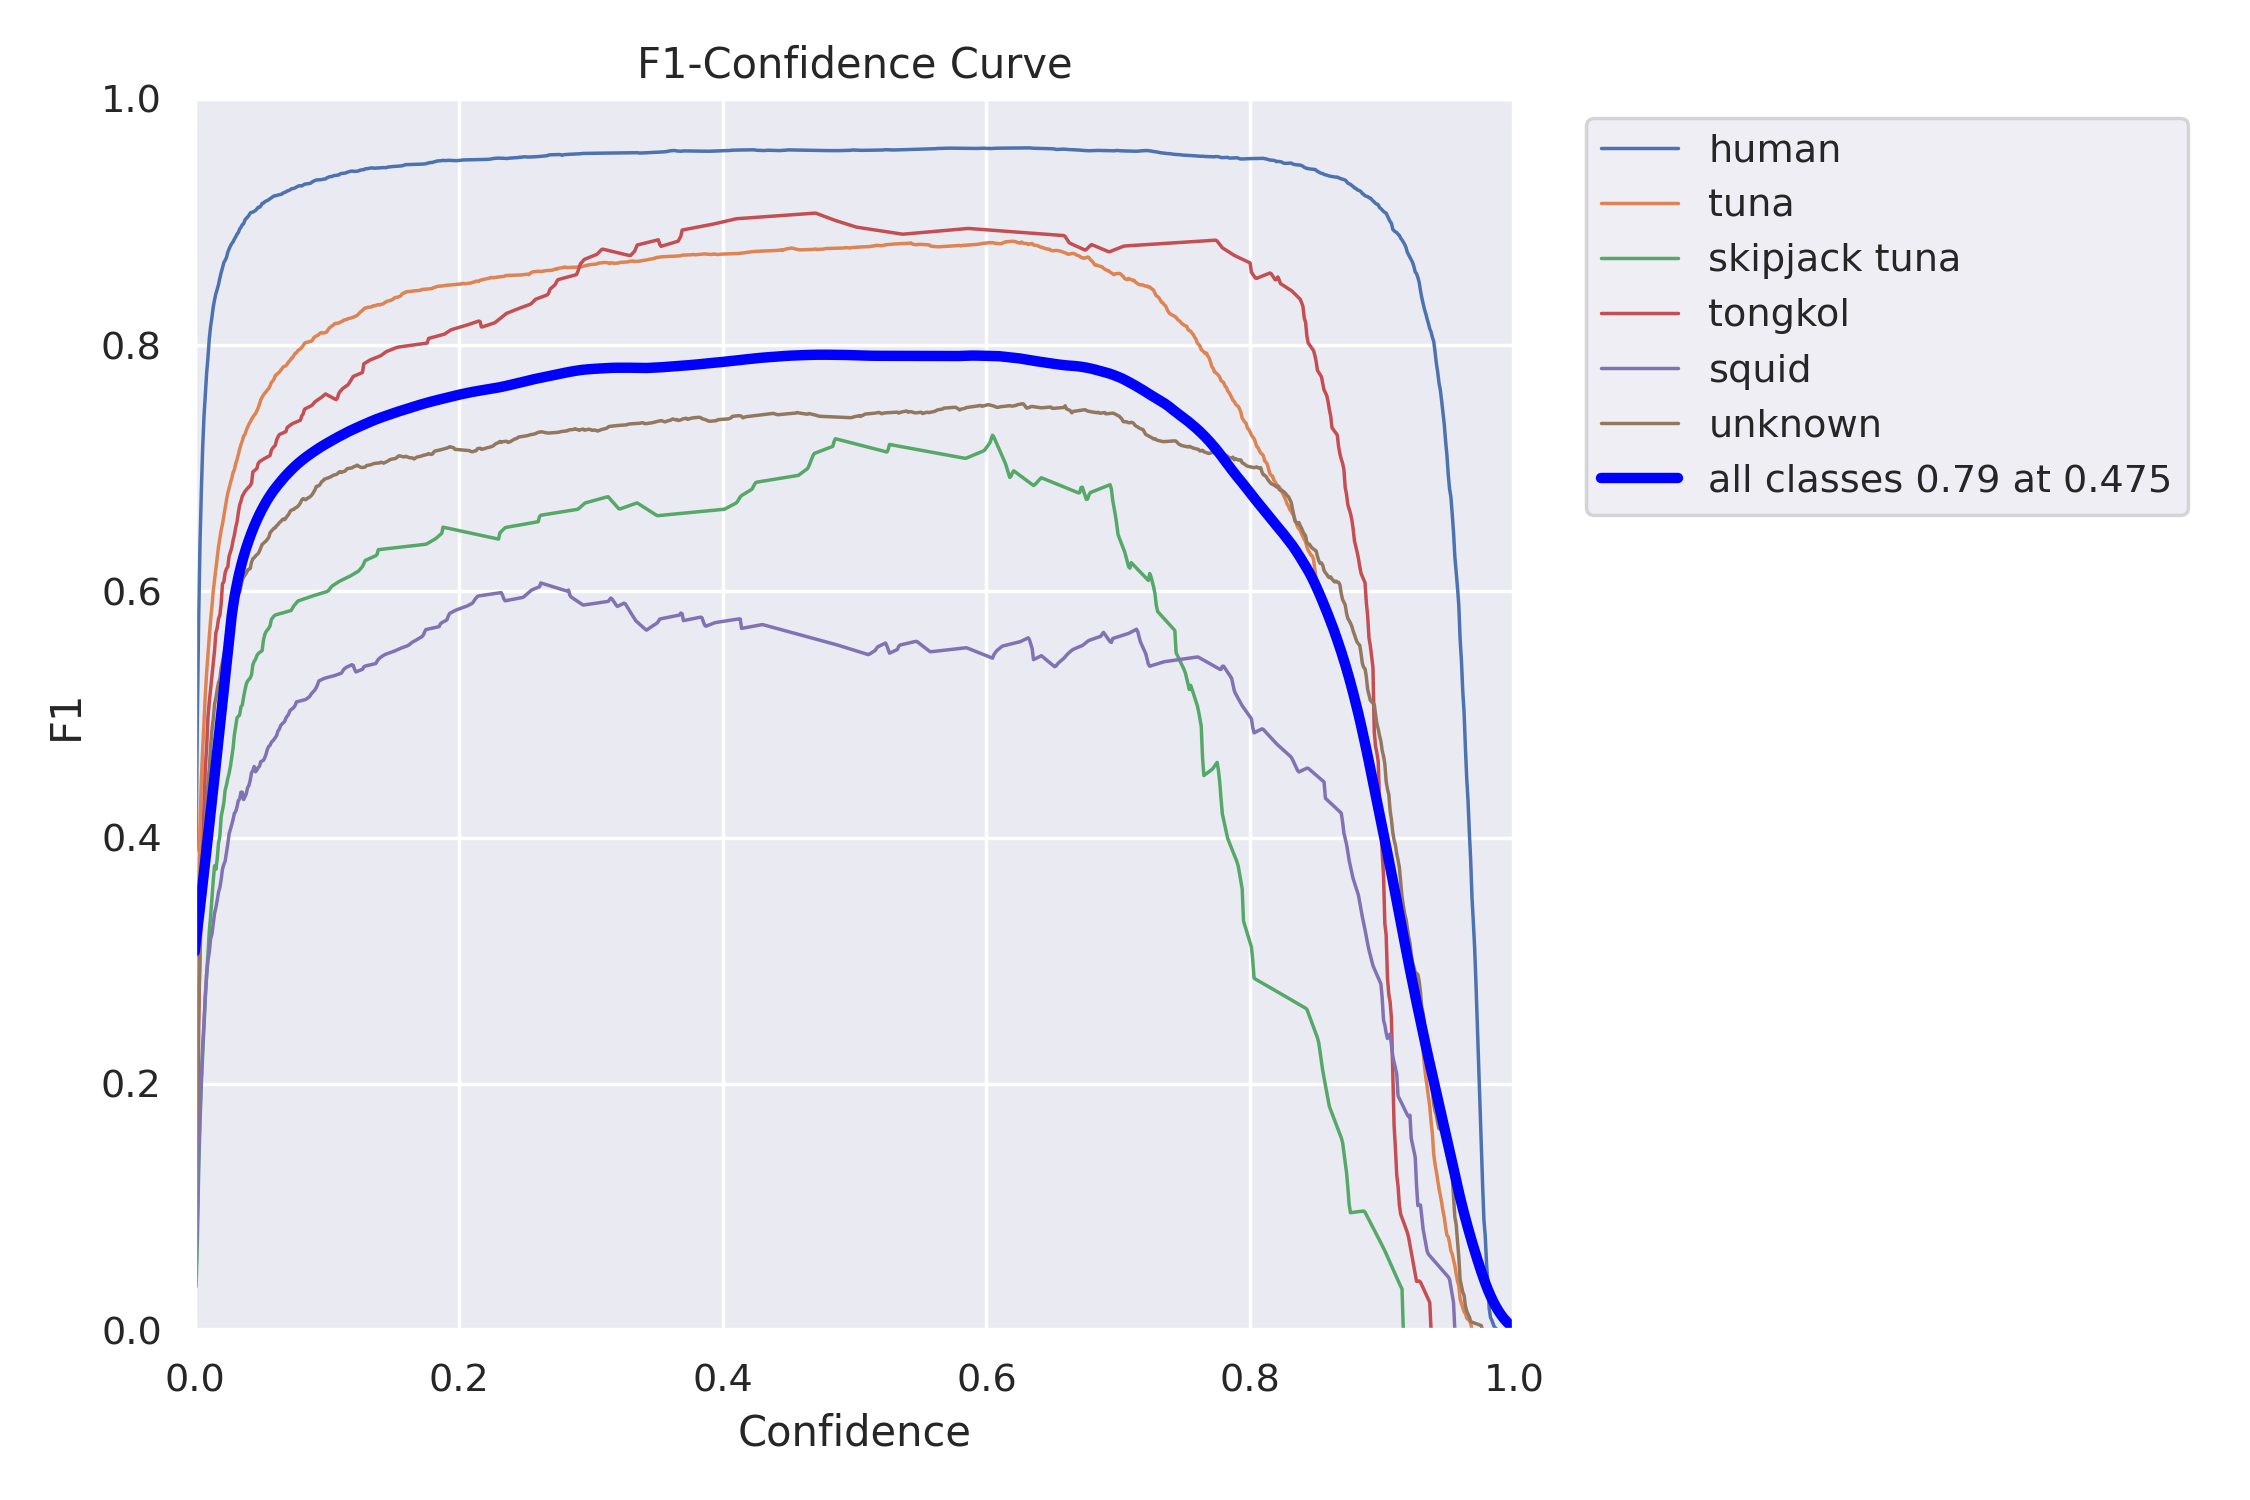 F1-Confidence Curve
1.0
0.8
0.6
0.4
0.2
0.0
F1
0.0 0.2 0.4 0.6 0.8 1.0
Confidence
human
tuna
skipjack tuna
tongkol
squid
unknown
all classes 0.79 at 0.475